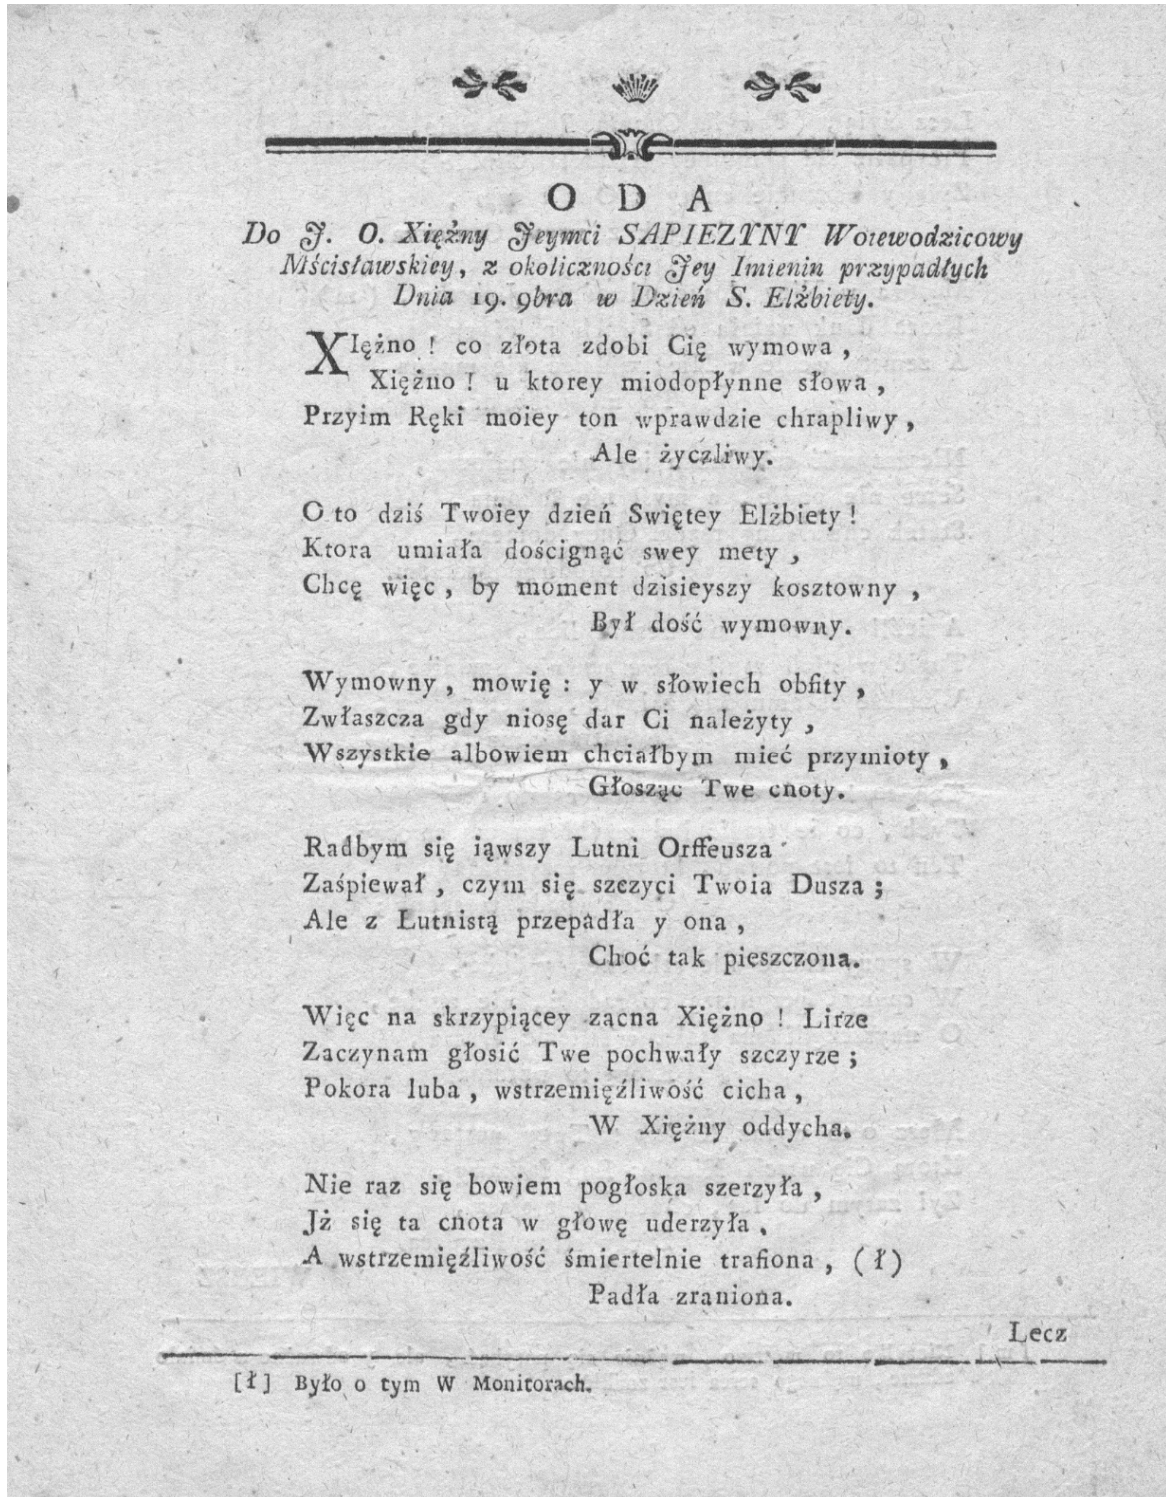 O D A
Do J. O. Xiężny Jeymci SAPIEZYNY Woiewodzicowy
Mścisławskiey, z okoliczności Jey Imienin przypadłych
Dnia 19. 9bra w Dzień S. Elżbiety.
XIężno ! co złota zdobi Cię wymowa ,
Xiężno ! u ktorey miodopłynne słowa ,
Przyim Ręki moiey ton wprawdzie chrapliwy ,
Ale życzliwy.
O to dziś Twoiey dzień Swiętey Elżbiety !
Ktora umiała doścignąć swey mety ,
Chcę więc , by moment dzisieyszy kosztowny ,
Był dość wymowny.
Wymowny , mowię : y w słowiech obfity ,
Zwłaszcza gdy niosę dar Ci należyty ,
Wszystkie albowiem chciałbym mieć przymioty ,
Głosząc Twe cnoty.
Radbym się iąwszy Lutni Orffeusza
Zaśpiewał , czym się szczyci Twoia Dusza ;
Ale z Lutnistą przepadła y ona ,
Choć tak pieszczona.
Więc na skrzypiącey zacna Xiężno ! Lirze
Zaczynam głosić Twe pochwały szczyrze ;
Pokora luba , wstrzemięźliwość cicha ,
W Xiężny oddycha.
Nie raz się bowiem pogłoska szerzyła ,
Jż się ta cnota w głowę uderzyła ,
A wstrzemięźliwość śmiertelnie trafiona , (ł)
Padła zraniona.
Lecz
[ł] Było o tym W Monitorach.